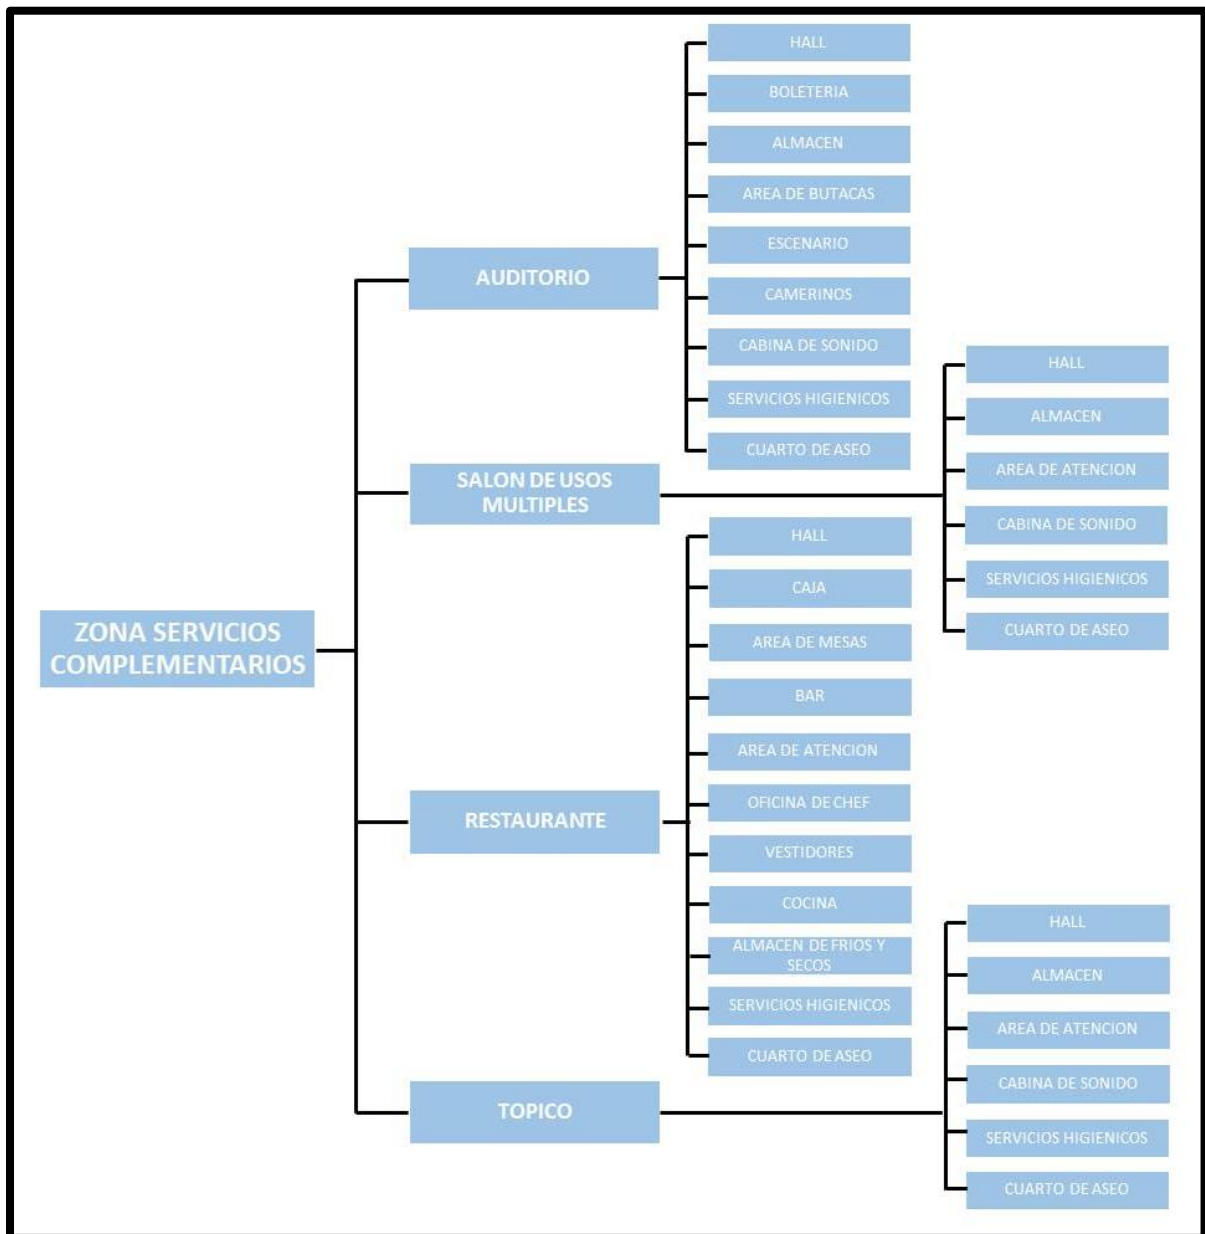 ZONA SERVICIOS
COMPLEMENTARIOS
AUDITORIO
HALL
BOLETERIA
ALMACEN
AREA DE BUTACAS
ESCENARIO
CAMERINOS
CABINA DE SONIDO
SERVICIOS HIGIENICOS
CUARTO DE ASEO
SALON DE USOS
MULTIPLES
HALL
ALMACEN
AREA DE ATENCION
CABINA DE SONIDO
SERVICIOS HIGIENICOS
CUARTO DE ASEO
RESTAURANTE
HALL
CAJA
AREA DE MESAS
BAR
AREA DE ATENCION
OFICINA DE CHEF
VESTIDORES
COCINA
ALMACEN DE FRIOS Y
SECOS
SERVICIOS HIGIENICOS
CUARTO DE ASEO
TOPICO
HALL
ALMACEN
AREA DE ATENCION
CABINA DE SONIDO
SERVICIOS HIGIENICOS
CUARTO DE ASEO